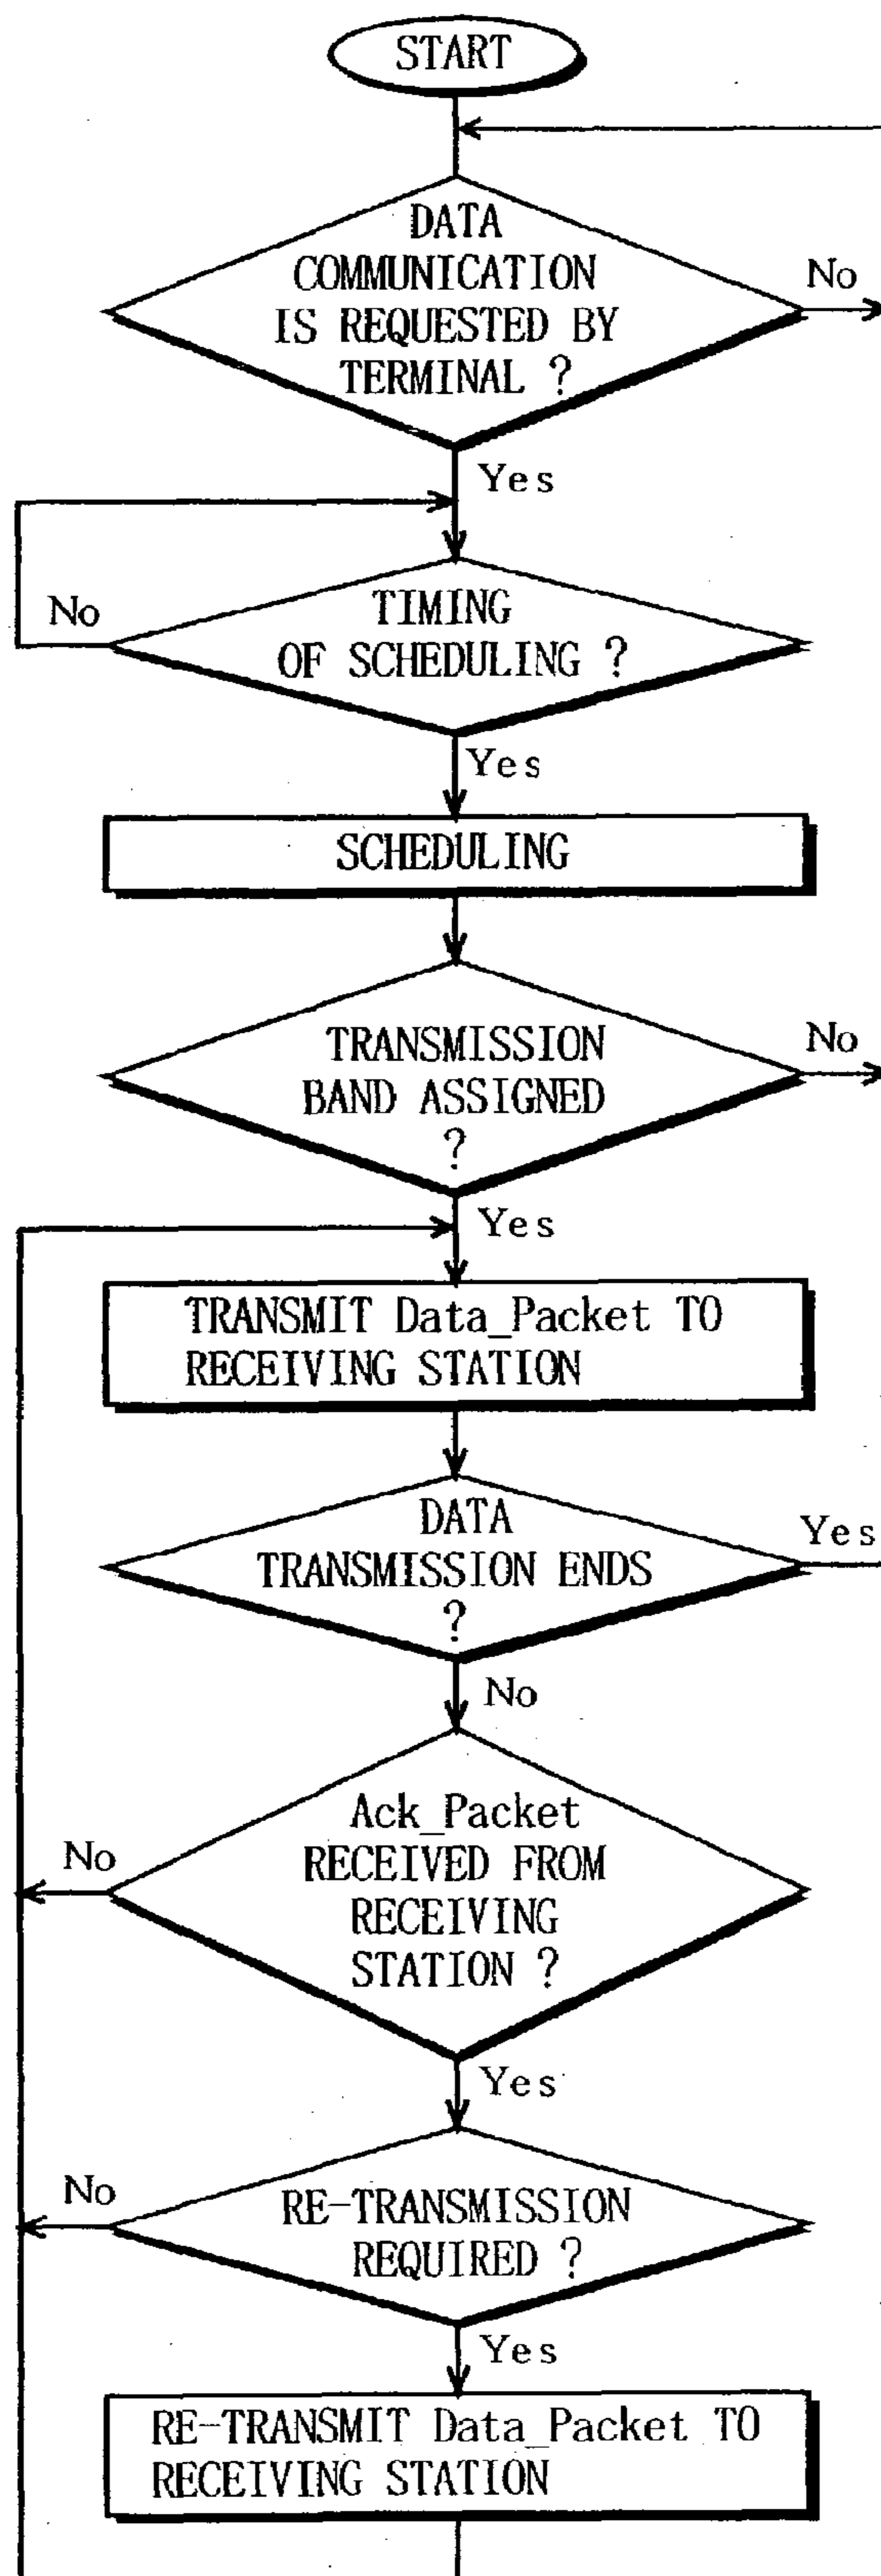 START
DATA
COMMUNICATION
IS REQUESTED BY
TERMINAL ?
No
Yes
No
TIMING
OF SCHEDULING ?
Yes
SCHEDULING
TRANSMISSION
BAND ASSIGNED
?
No
Yes
TRANSMIT Data_Packet TO
RECEIVING STATION
DATA
TRANSMISSION ENDS
?
Yes
No
Ack_Packet
RECEIVED FROM
RECEIVING
STATION ?
No
Yes
No
RE-TRANSMISSION
REQUIRED ?
Yes
RE-TRANSMIT Data_Packet TO
RECEIVING STATION